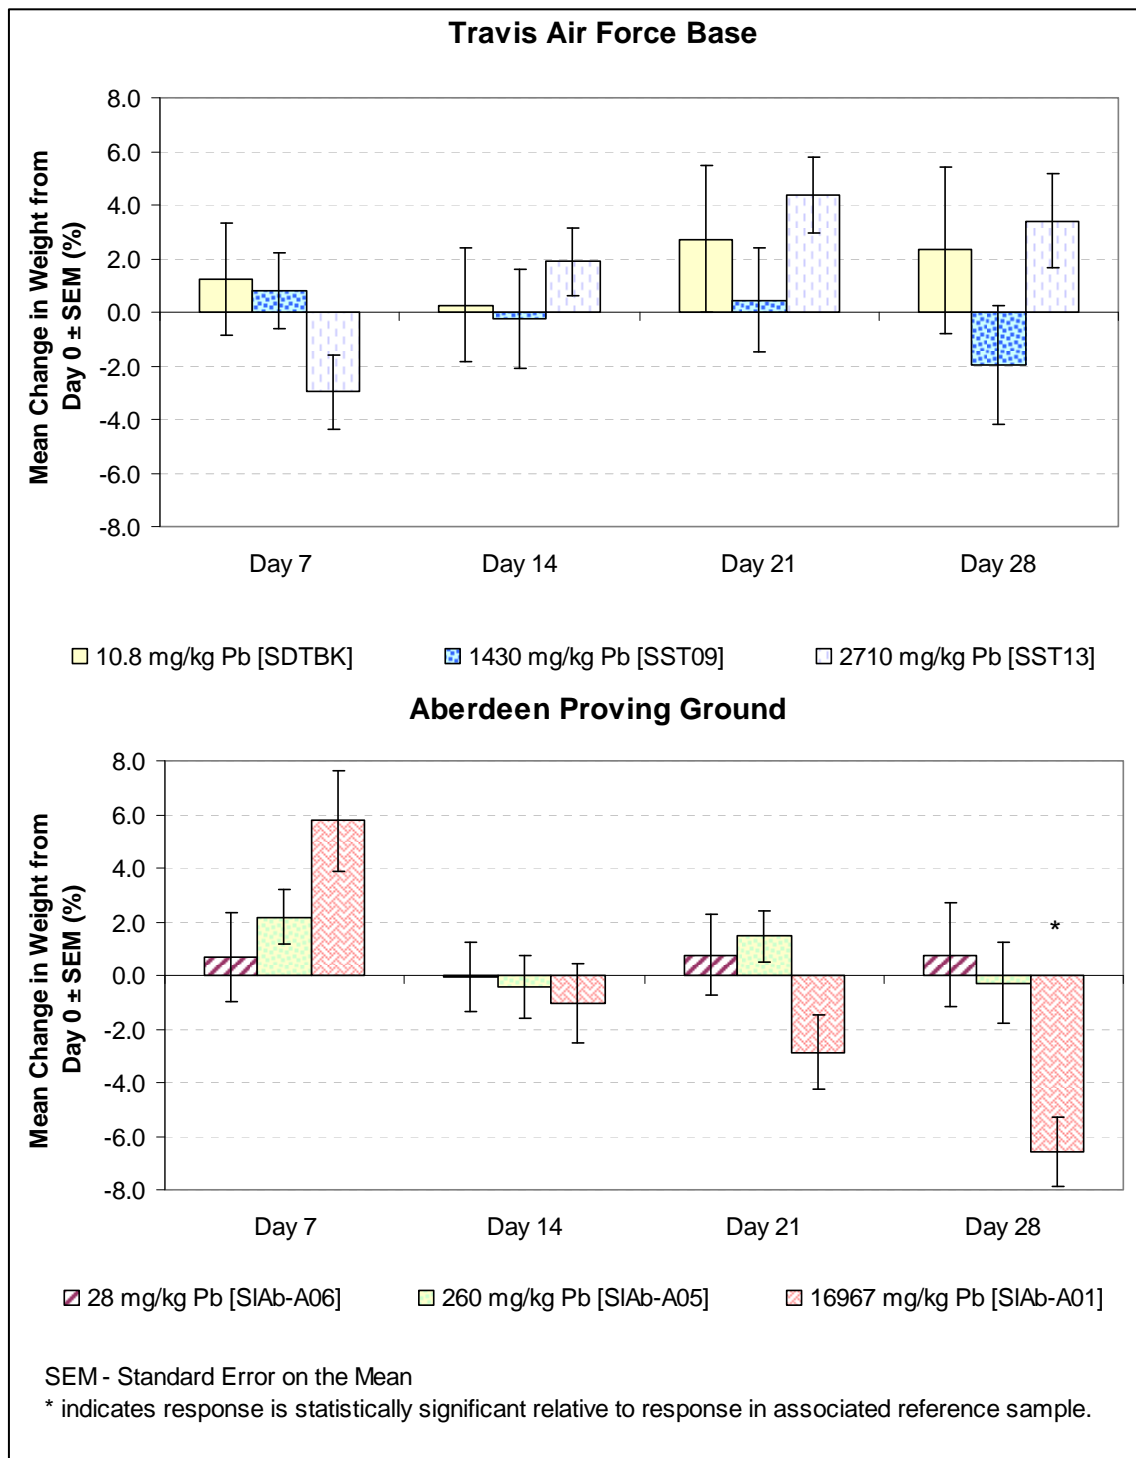 Travis Air Force Base
Mean Change in Weight from
Day 0 ± SEM (%)
8.0
6.0
4.0
2.0
0.0
-2.0
-4.0
-6.0
-8.0
Day 7 Day 14 Day 21 Day 28
10.8 mg/kg Pb [SDTBK] 1430 mg/kg Pb [SST09] 2710 mg/kg Pb [SST13]
Aberdeen Proving Ground
Mean Change in Weight from
Day 0 ± SEM (%)
8.0
6.0
4.0
2.0
0.0
-2.0
-4.0
-6.0
-8.0
*
Day 7 Day 14 Day 21 Day 28
28 mg/kg Pb [SIAb-A06] 260 mg/kg Pb [SIAb-A05] 16967 mg/kg Pb [SIAb-A01]
SEM - Standard Error on the Mean
* indicates response is statistically significant relative to response in associated reference sample.